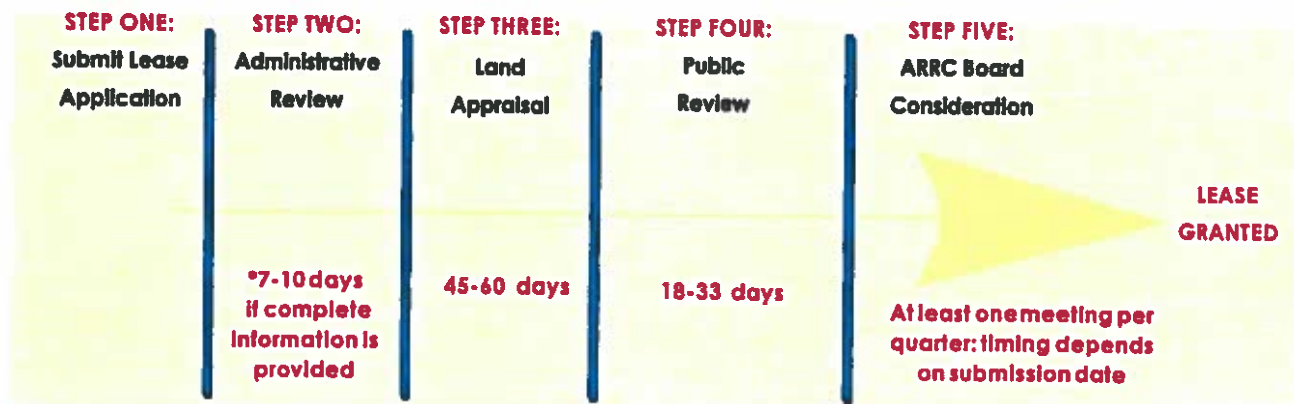 STEP ONE:
Submit Lease
Application
STEP TWO:
Administrative
Review
*7-10 days
if complete
information is
provided
STEP THREE:
Land
Appraisal
45-60 days
STEP FOUR:
Public
Review
18-33 days
STEP FIVE:
ARRC Board
Consideration
At least one meeting per
quarter: timing depends
on submission date
LEASE
GRANTED